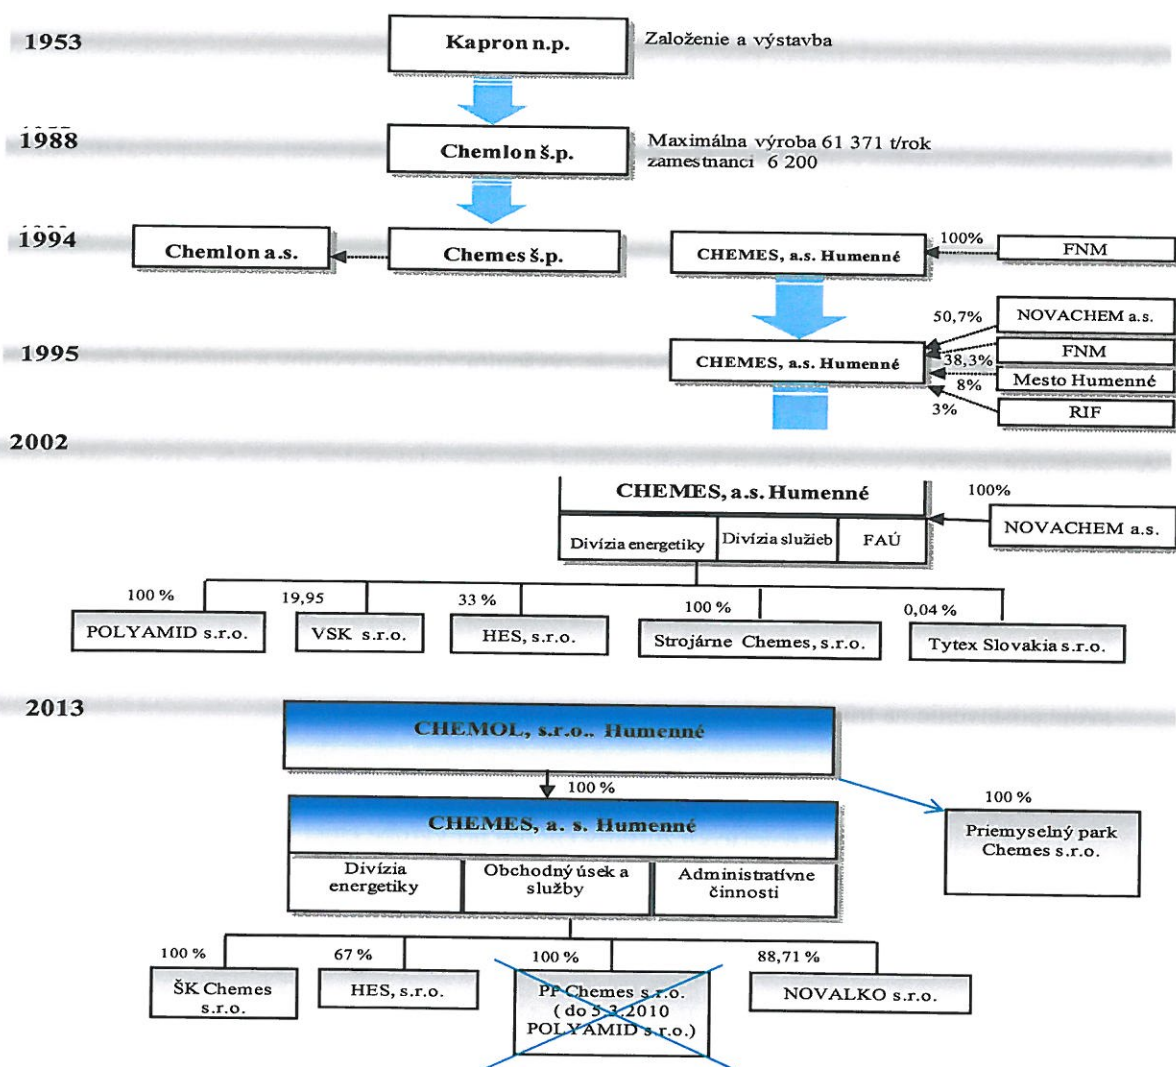 1953
Kapron n.p.
Založenie a výstavba
1988
Chemlon š.p.
Maximálna výroba 61 371 t/rok
zamestnanci 6 200
1994
Chemlon a.s.
Chemes š.p.
CHEMES, a.s. Humenné
100%
FNM
1995
CHEMES, a.s. Humenné
50,7%
NOVACHEM a.s.
38,3%
FNM
8%
Mesto Humenné
3%
RIF
2002
CHEMES, a.s. Humenné
100%
NOVACHEM a.s.
Divízia energetiky
Divízia služieb
FAÚ
100 %
19,95
33 %
100 %
0,04 %
POLYAMID s.r.o.
VSK s.r.o.
HES, s.r.o.
Strojárne Chemes, s.r.o.
Tytex Slovakia s.r.o.
2013
CHEMOL, s.r.o.. Humenné
100 %
100 %
Priemyselný park
Chemes s.r.o.
CHEMES, a. s. Humenné
Divízia
energetiky
Obchodný úsek a
služby
Administratívne
činnosti
100 %
67 %
100 %
88,71 %
ŠK Chemes
s.r.o.
HES, s.r.o.
PP Chemes s.r.o.
( do 5.3.2010
POLYAMID s.r.o.)
NOVALKO s.r.o.